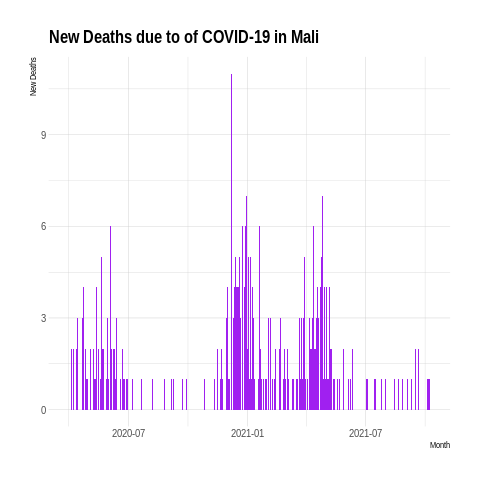 New Deaths due to of COVID-19 in Mali
New Deaths
9
6
3
0
2020-07
2021-01
2021-07
Month